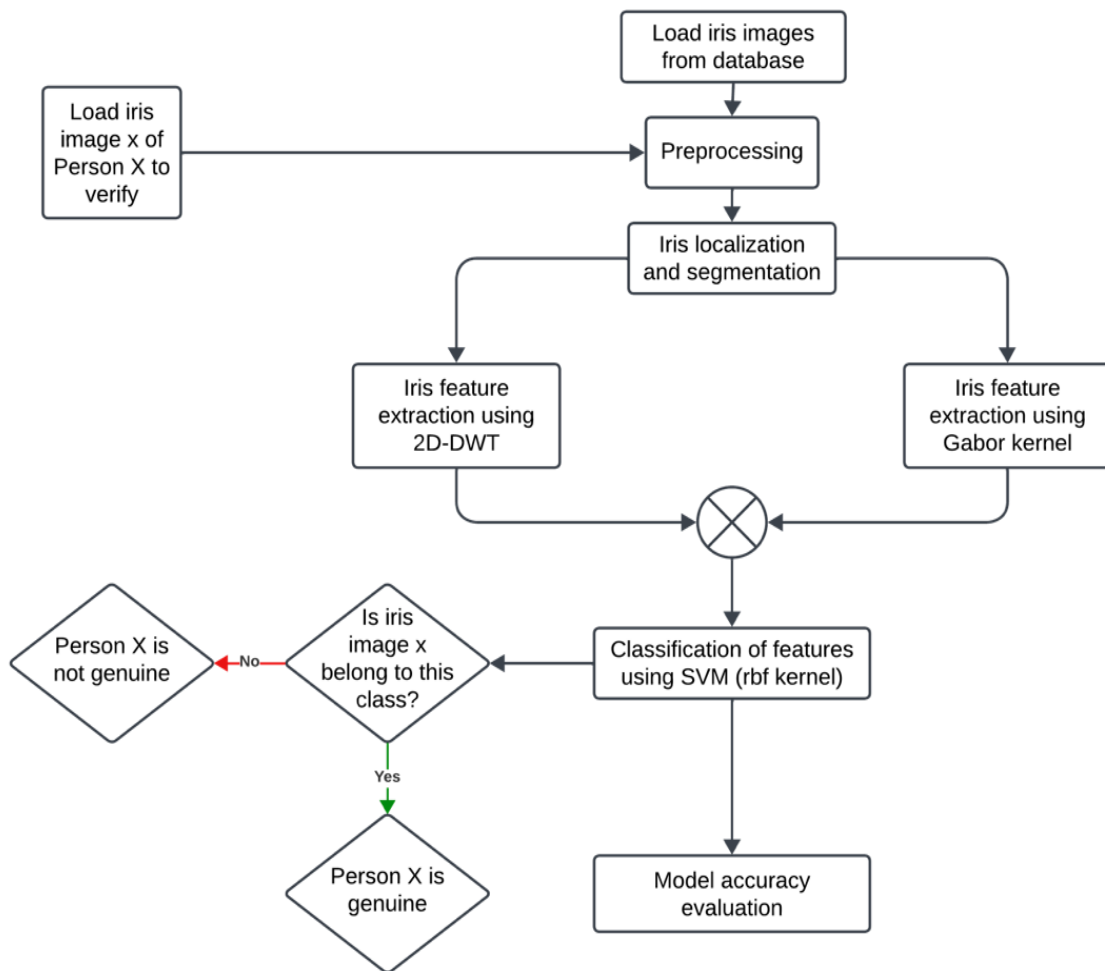 Load iris images
from database
Load iris
image x of
Person X to
verify
Preprocessing
Iris localization
and segmentation
Iris feature
extraction using
2D-DWT
Iris feature
extraction using
Gabor kernel
Person X is
not genuine
No
Is iris
image x
belong to this
class?
Classification of features
using SVM (rbf kernel)
Yes
Person X is
genuine
Model accuracy
evaluation